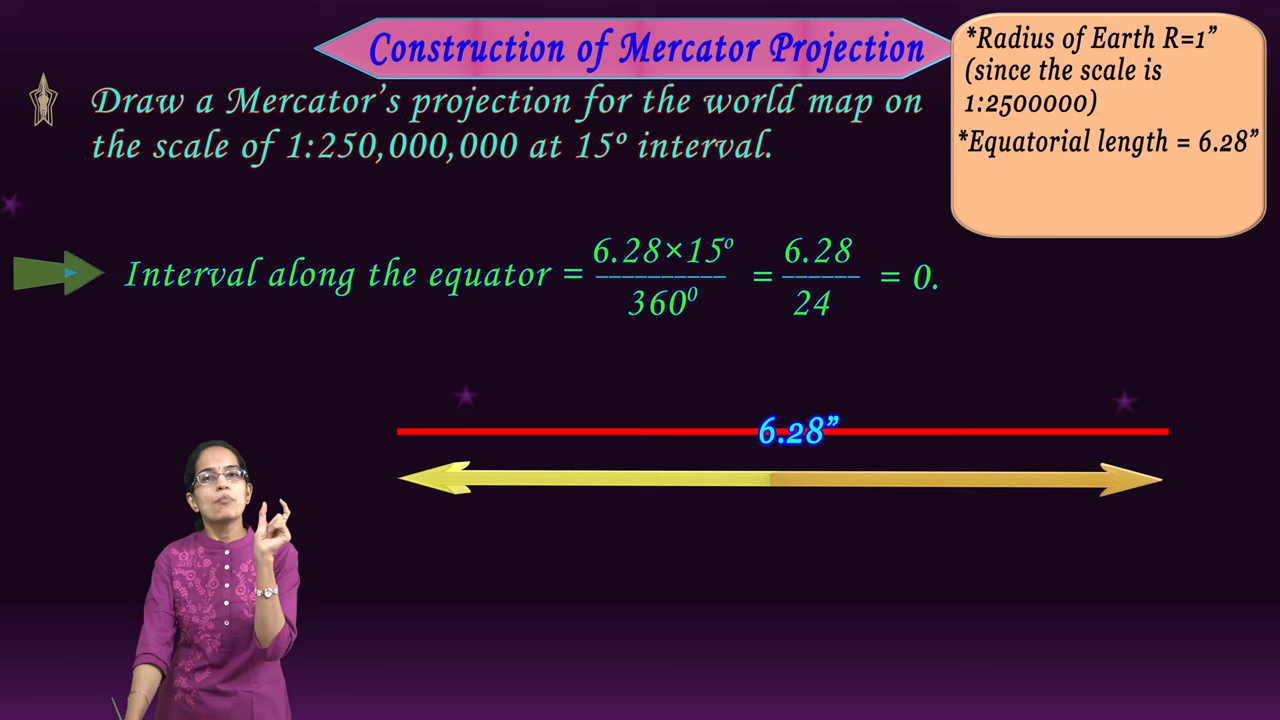 Construction of Mercator Projection
*Radius of Earth R=1”
(since the scale is
1:2500000)
*Equatorial length = 6.28”
Draw a Mercator’s projection for the world map on
the scale of 1:250,000,000 at 15º interval.
Interval along the equator = 6.28×15º / 360⁰ = 6.28 / 24 = 0.
6.28”